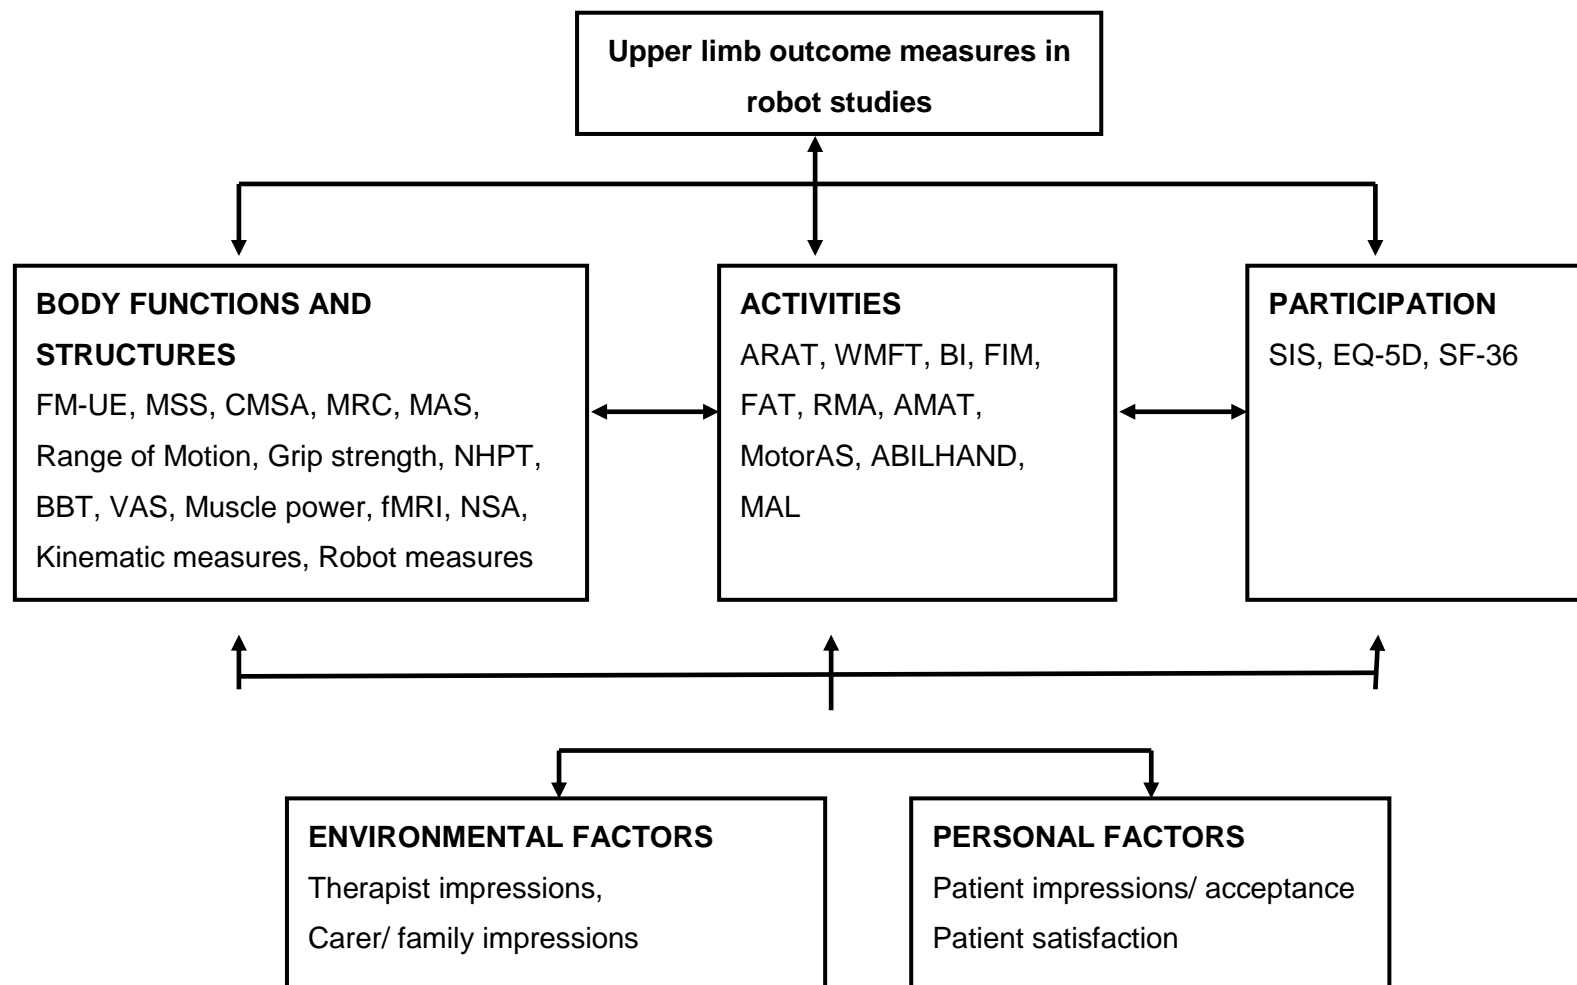 Upper limb outcome measures in
robot studies
BODY FUNCTIONS AND
STRUCTURES
FM-UE, MSS, CMSA, MRC, MAS,
Range of Motion, Grip strength, NHPT,
BBT, VAS, Muscle power, fMRI, NSA,
Kinematic measures, Robot measures
ACTIVITIES
ARAT, WMFT, BI, FIM,
FAT, RMA, AMAT,
MotorAS, ABILHAND,
MAL
PARTICIPATION
SIS, EQ-5D, SF-36
ENVIRONMENTAL FACTORS
Therapist impressions,
Carer/ family impressions
PERSONAL FACTORS
Patient impressions/ acceptance
Patient satisfaction